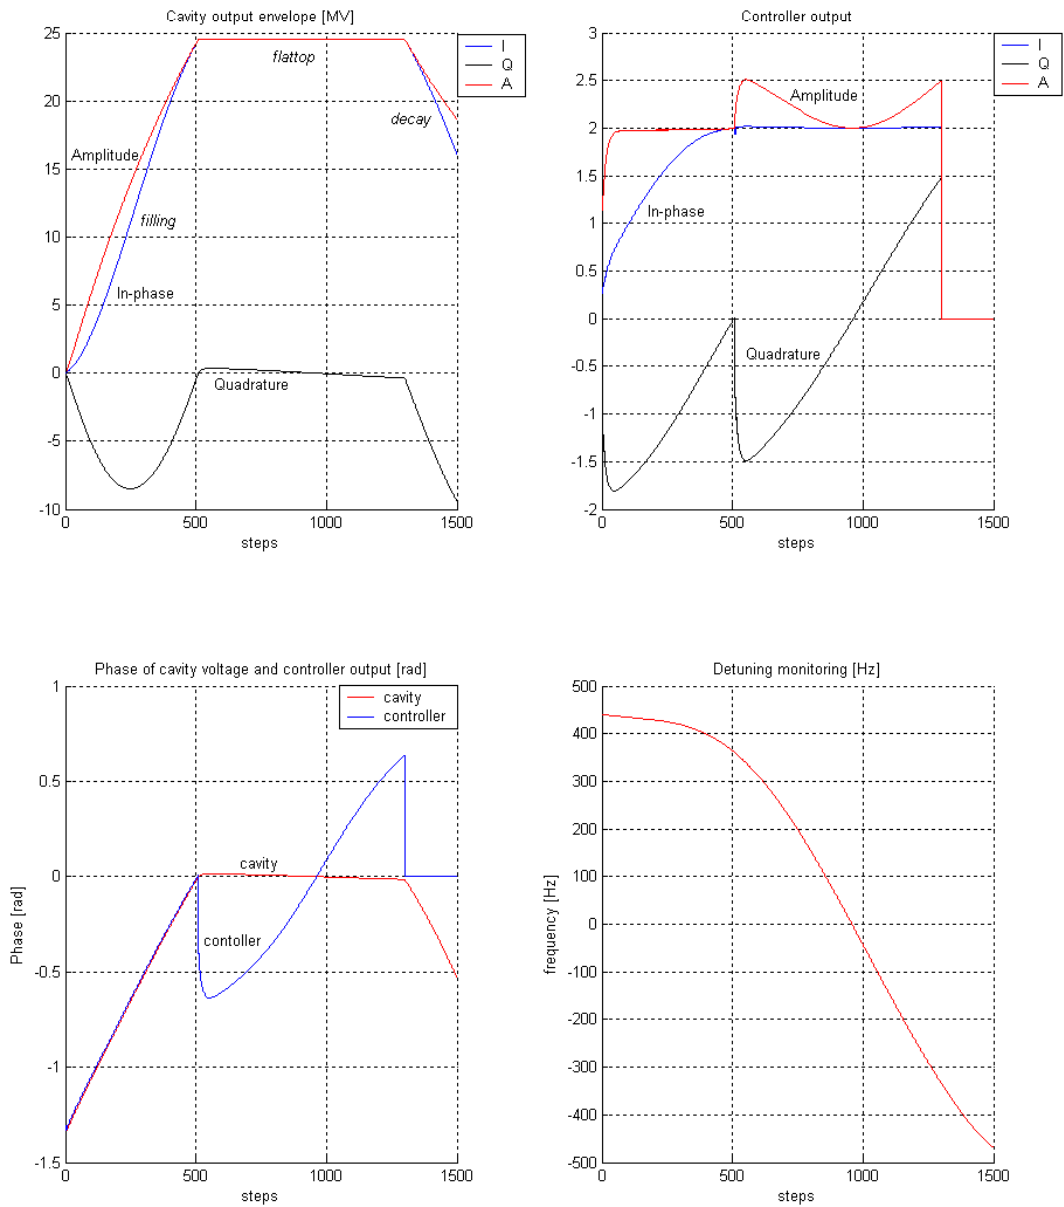 Cavity output envelope [MV]
25
20
15
10
5
0
-5
-10
0
500
1000
1500
steps
I
Q
A
flattop
decay
Amplitude
filling
In-phase
Quadrature
Controller output
3
2.5
2
1.5
1
0.5
0
-0.5
-1
-1.5
-2
0
500
1000
1500
steps
I
Q
A
Amplitude
In-phase
Quadrature
Phase of cavity voltage and controller output [rad]
Phase [rad]
1
0.5
0
-0.5
-1
-1.5
0
500
1000
1500
steps
cavity
controller
cavity
contoller
Detuning monitoring [Hz]
frequency [Hz]
500
400
300
200
100
0
-100
-200
-300
-400
-500
0
500
1000
1500
steps